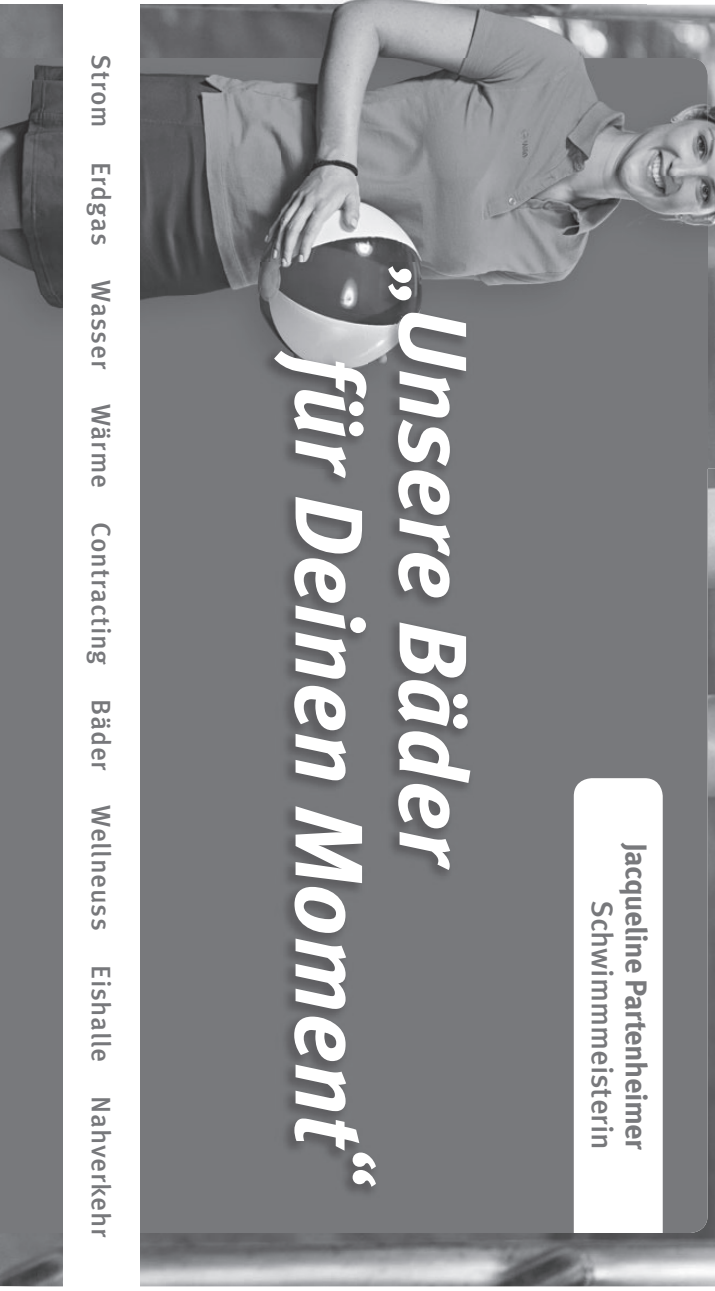 Jacqueline Partenheimer
Schwimmmeisterin
„Unsere Bäder
für Deinen Moment“
Strom Erdgas Wasser Wärme Contracting Bäder Wellneuss Eishalle Nahverkehr